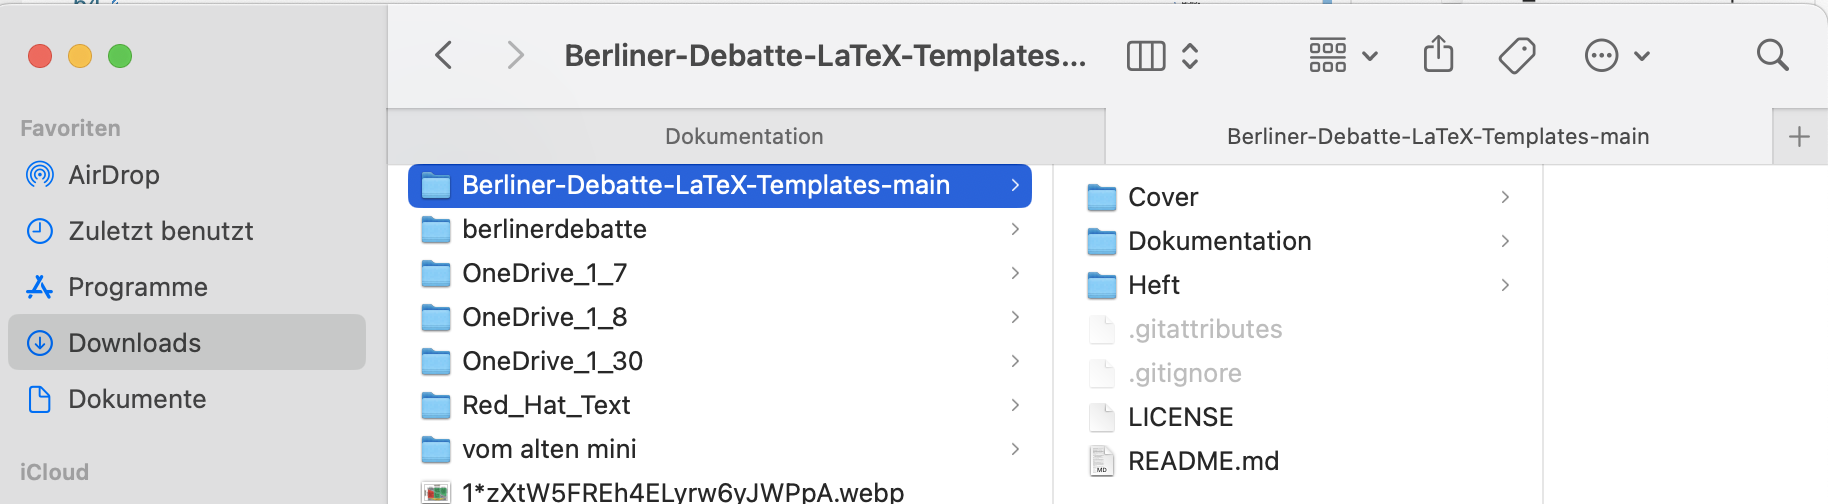 Berliner-Debatte-LaTeX-Templates...
Dokumentation
Berliner-Debatte-LaTeX-Templates-main
Favoriten
AirDrop
Zuletzt benutzt
Programme
Downloads
Dokumente
iCloud
Berliner-Debatte-LaTeX-Templates-main
berlinerdebatte
OneDrive_1_7
OneDrive_1_8
OneDrive_1_30
Red_Hat_Text
vom alten mini
1*zXtW5FREh4ELyrw6yJWPpA.webp
Cover
Dokumentation
Heft
.gitattributes
.gitignore
LICENSE
MD
README.md